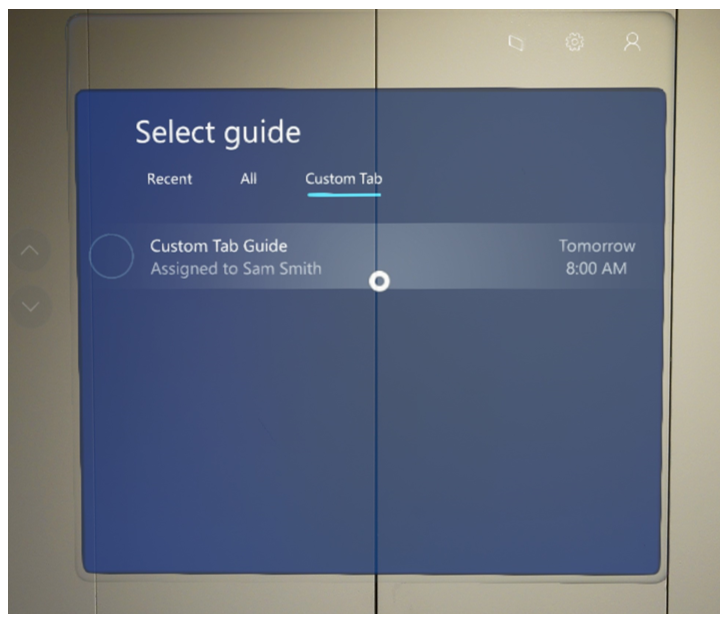 Select guide
Recent All Custom Tab
Custom Tab Guide Tomorrow
Assigned to Sam Smith 8:00 AM